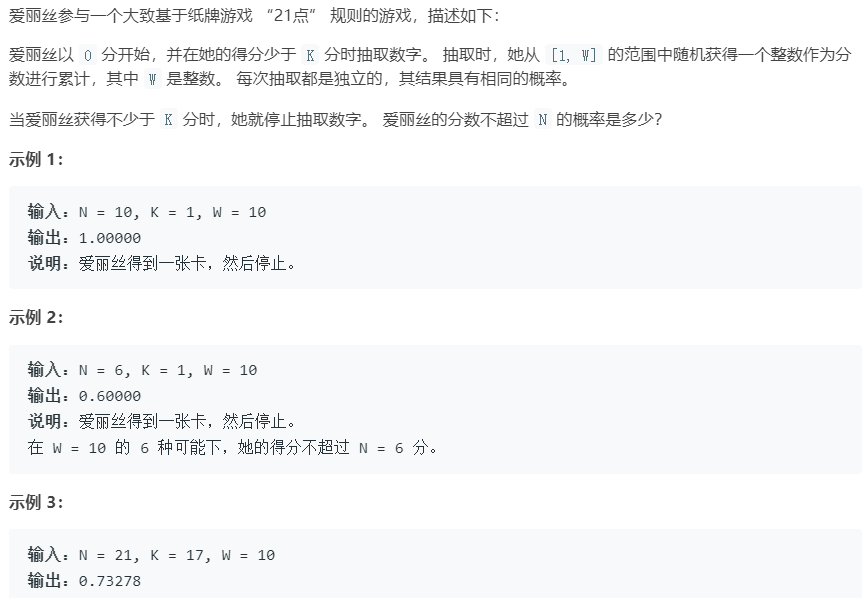 爱丽丝参与一个大致基于纸牌游戏 “21点” 规则的游戏，描述如下：
爱丽丝以 0 分开始，并在她的得分少于 K 分时抽取数字。 抽取时，她从 [1, W] 的范围中随机获得一个整数作为分
数进行累计，其中 W 是整数。 每次抽取都是独立的，其结果具有相同的概率。
当爱丽丝获得不少于 K 分时，她就停止抽取数字。 爱丽丝的分数不超过 N 的概率是多少？
示例 1：
输入：N = 10, K = 1, W = 10
输出：1.00000
说明：爱丽丝得到一张卡，然后停止。
示例 2：
输入：N = 6, K = 1, W = 10
输出：0.60000
说明：爱丽丝得到一张卡，然后停止。
在 W = 10 的 6 种可能下，她的得分不超过 N = 6 分。
示例 3：
输入：N = 21, K = 17, W = 10
输出：0.73278